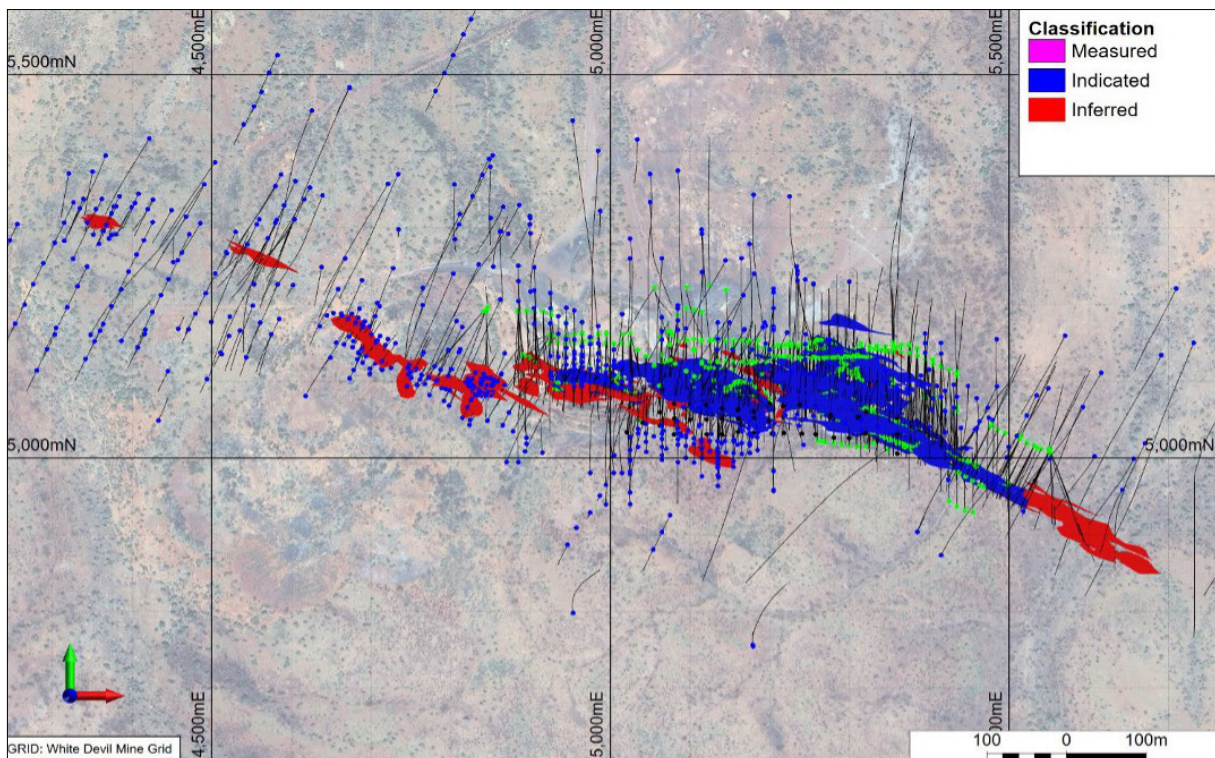 4,500mE
5,000mE
5,500mE
Classification
Measured
Indicated
Inferred
5,500mN
5,000mN
5,000mN
4,500mE
5,000mE
00mE
GRID: White Devil Mine Grid
100 0 100m